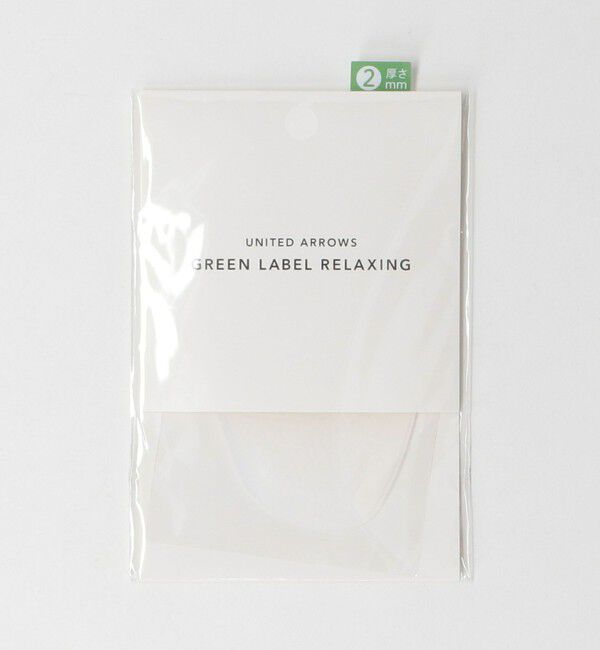 2 厚さ
mm
UNITED ARROWS
GREEN LABEL RELAXING